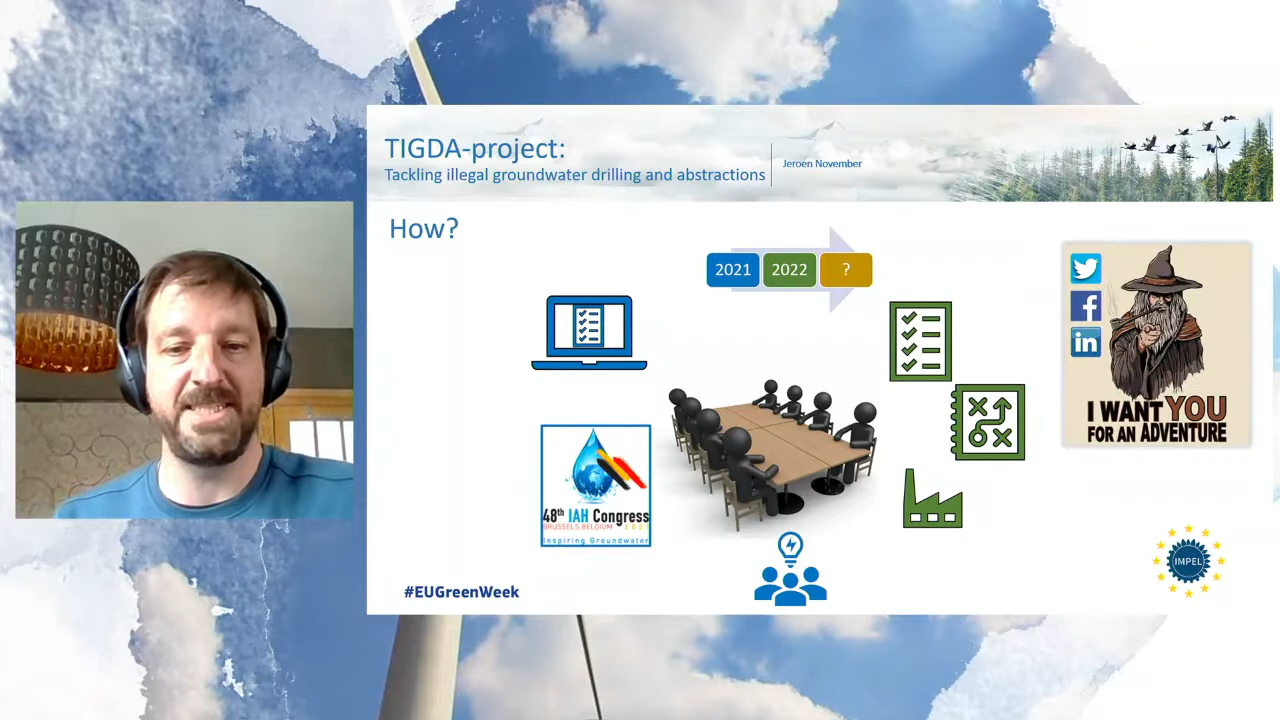 TIGDA-project:
Tackling illegal groundwater drilling and abstractions
Jeroen November
How?
2021
2022
?
I WANT YOU
FOR AN ADVENTURE
48th IAH Congress
BRUSSELS BELGIUM 2021
Inspiring Groundwater
IMPEL
#EUGreenWeek